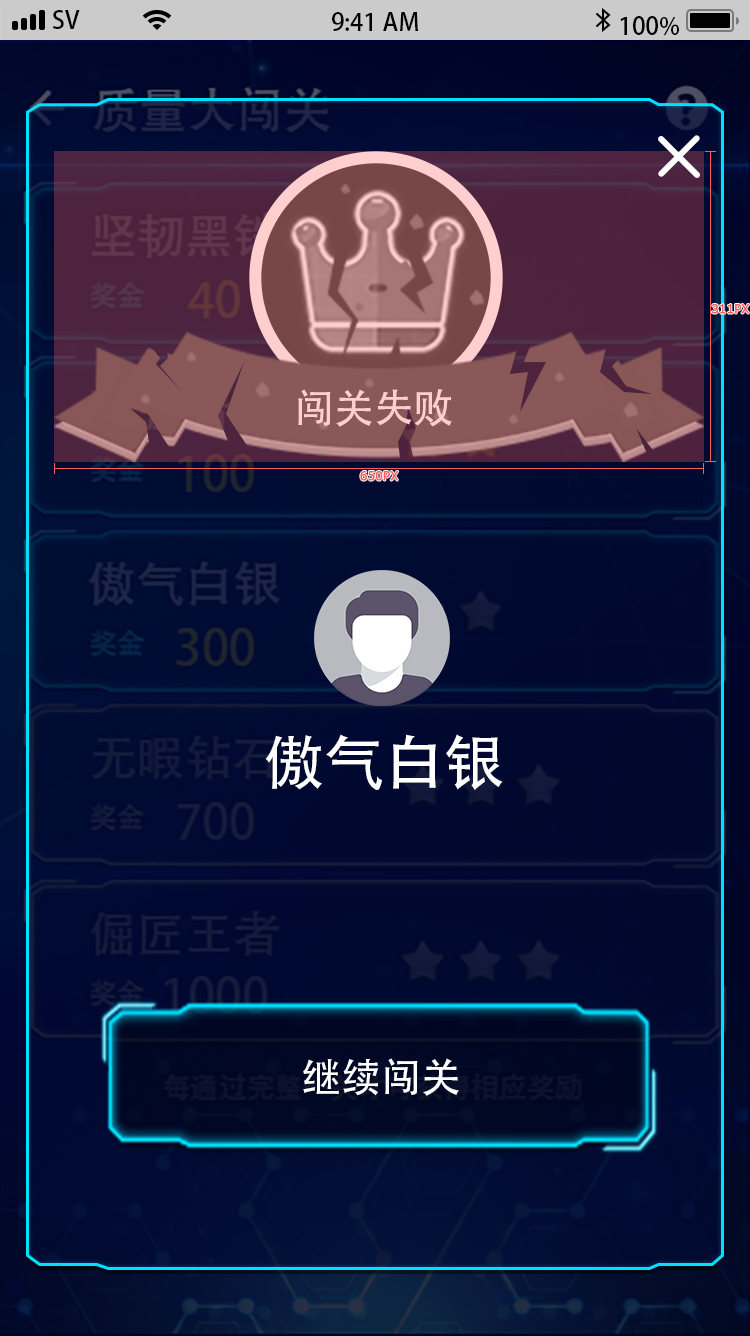 SV 9:41 AM 100%
质量大闯关
坚韧黑铁
奖金 40
311PX
闯关失败
奖金 100
650PX
傲气白银
奖金 300
傲气白银
无暇钻石
奖金 700
倔匠王者
奖金 1000
继续闯关
每通过完整
得相应奖励